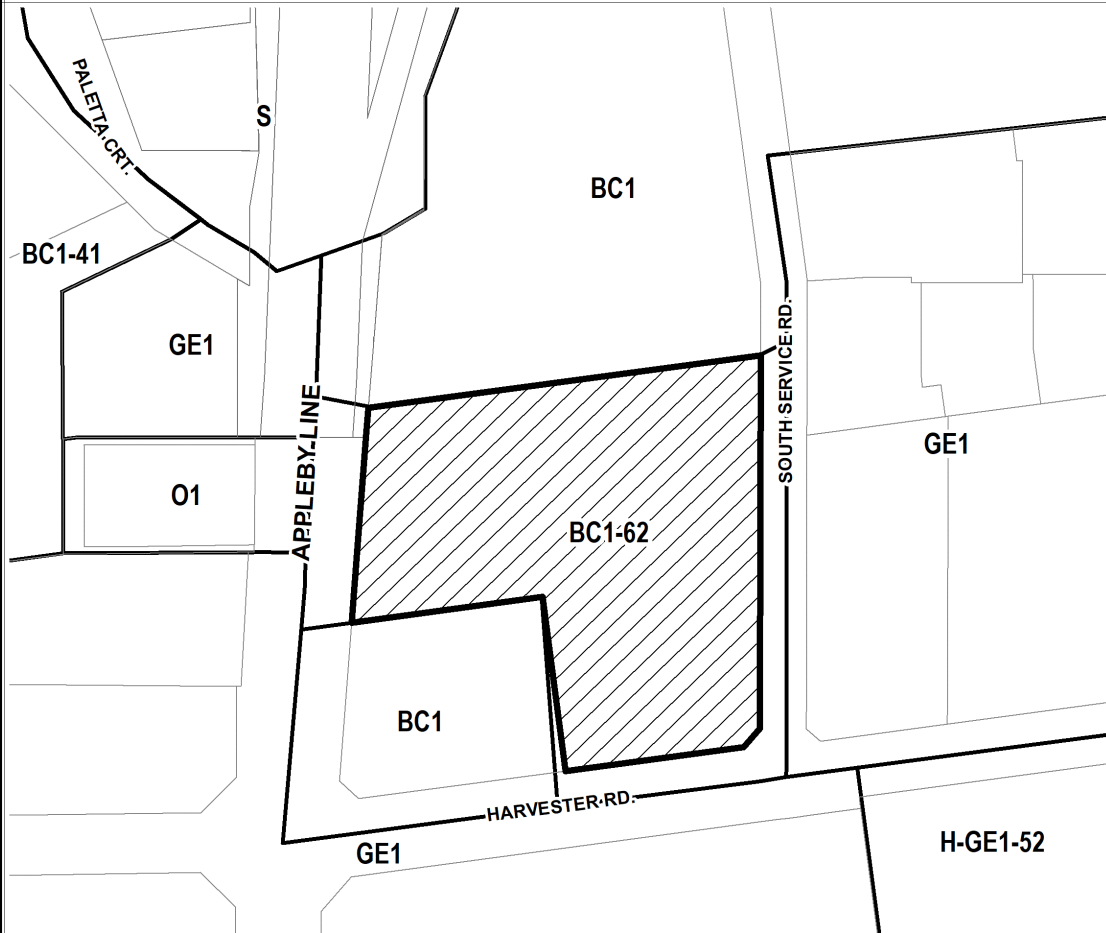 PALETTA CRT.
S
BC1
BC1-41
GE1
SOUTH SERVICE RD.
APPLEBY LINE
GE1
O1
BC1-62
BC1
HARVESTER RD.
GE1
H-GE1-52